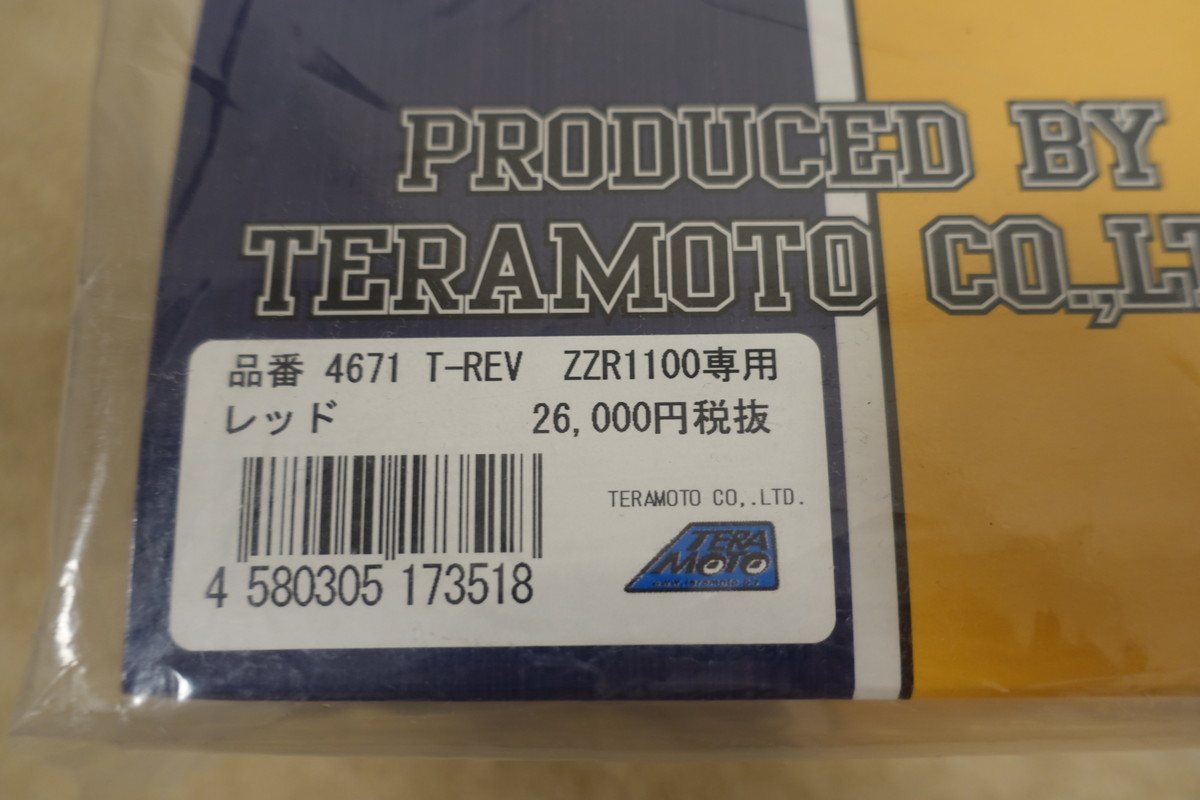 PRODUCED BY
TERAMOTO CO.,LT
品番 4671 T-REV ZZR1100専用
レッド 26,000円税抜
TERAMOTO CO,.LTD.
TERA
MOTO
4 580305 173518